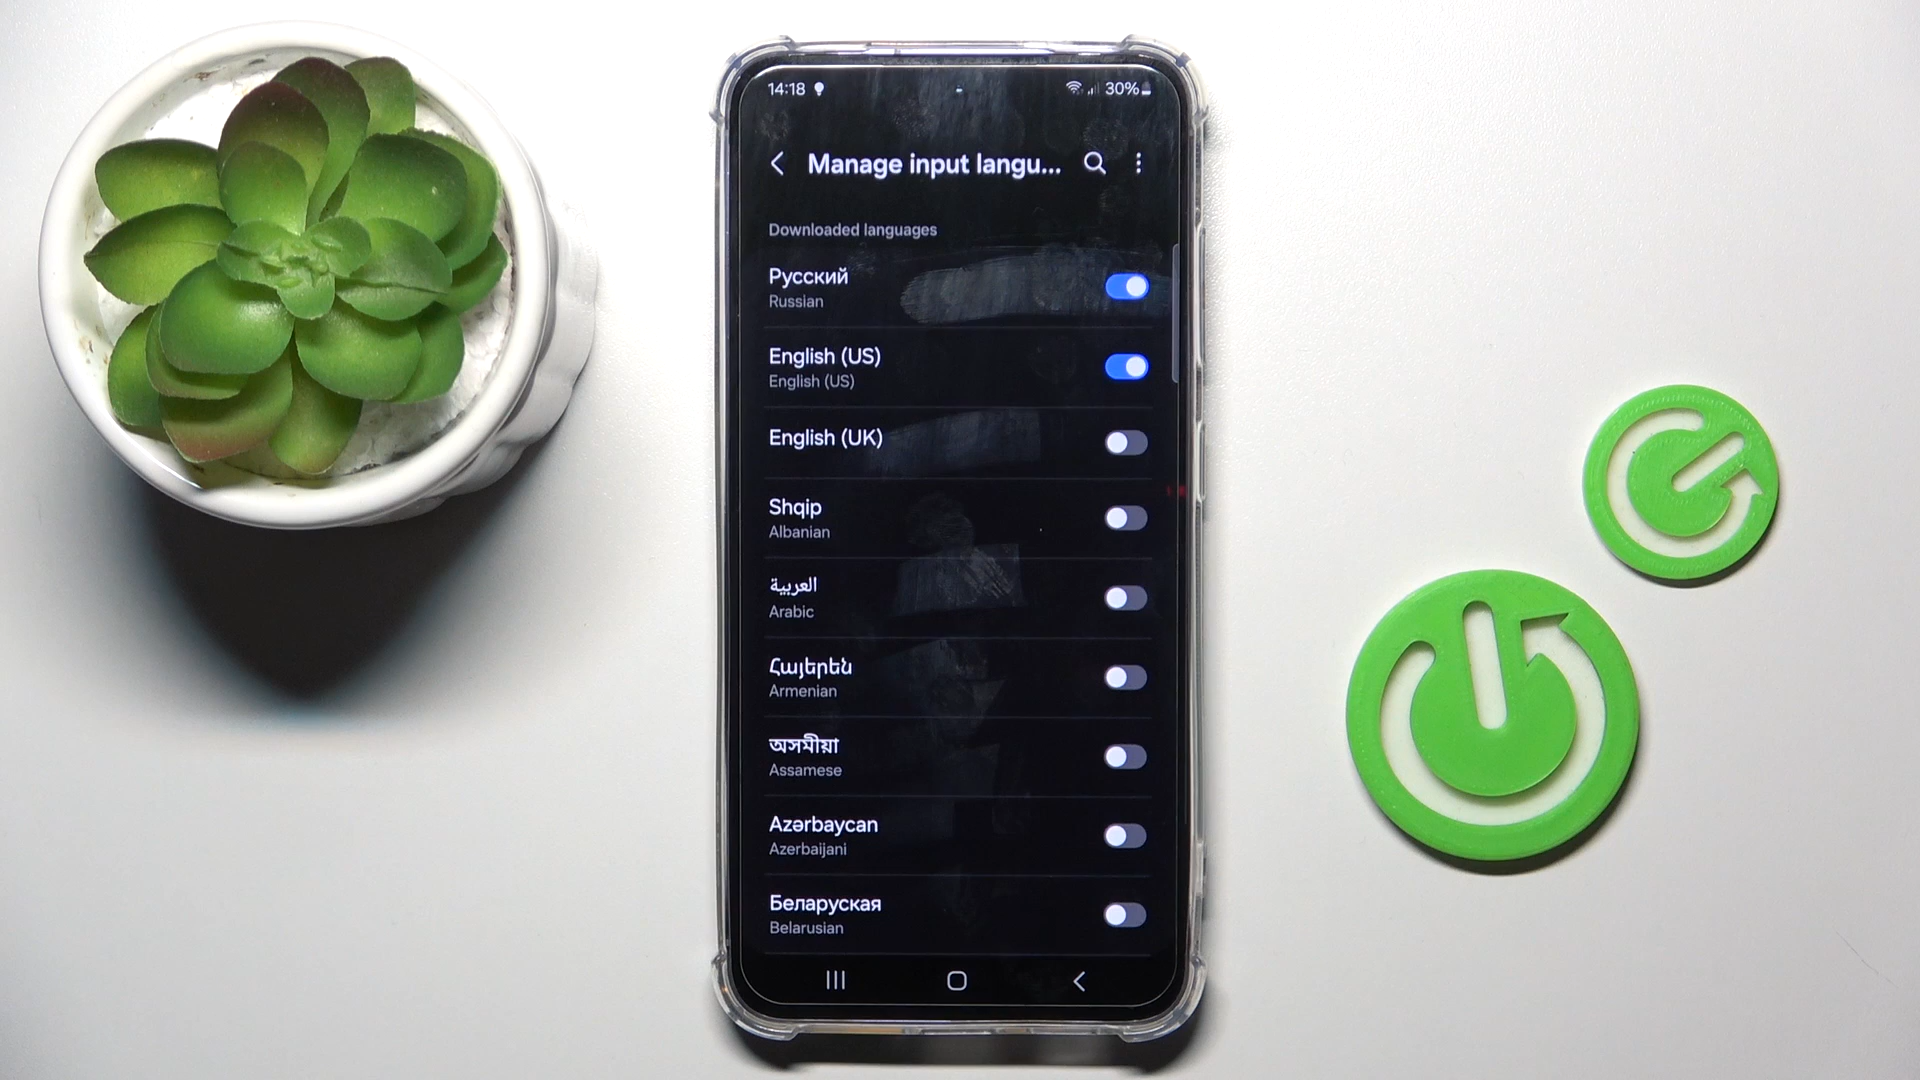 14:18 30%
Manage input langu...
Downloaded languages
Русский
Russian
English (US)
English (US)
English (UK)
Shqip
Albanian
العربية
Arabic
Հայերեն
Armenian
অসমীয়া
Assamese
Azərbaycan
Azerbaijani
Беларуская
Belarusian